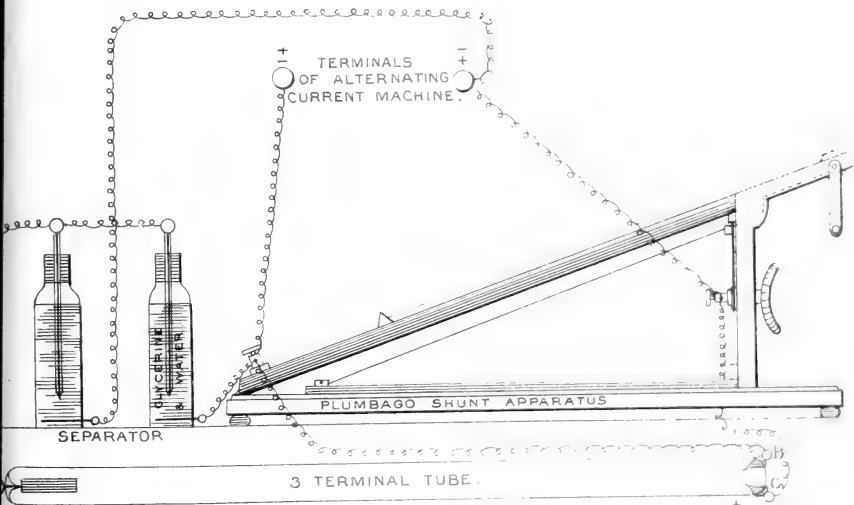 TERMINALS
OF ALTERNATING
CURRENT MACHINE.
GLYCERINE
& WATER
PLUMBAGO SHUNT APPARATUS
SEPARATOR
3 TERMINAL TUBE.